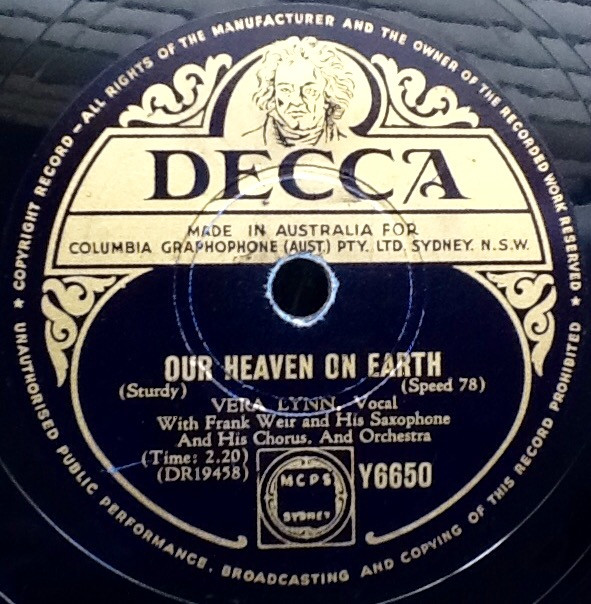 ★ COPYRIGHT RECORD – ALL RIGHTS OF THE MANUFACTURER AND THE OWNER OF THE RECORDED WORK RESERVED ★
DECCA
MADE IN AUSTRALIA FOR
COLUMBIA GRAPHOPHONE (AUST.) PTY. LTD. SYDNEY. N.S.W.
OUR HEAVEN ON EARTH
(Sturdy) (Speed 78)
VERA LYNN, Vocal
With Frank Weir and His Saxophone
And His Chorus, And Orchestra
(Time: 2.20)
(DR19458)
MCPS
SYDNEY
Y6650
UNAUTHORISED PUBLIC PERFORMANCE, BROADCASTING AND COPYING OF THIS RECORD PROHIBITED